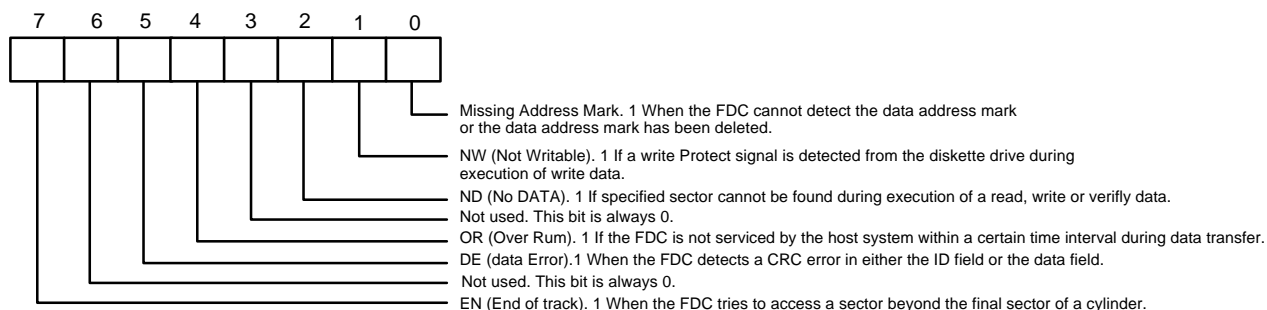 7 6 5 4 3 2 1 0
Missing Address Mark. 1 When the FDC cannot detect the data address mark
or the data address mark has been deleted.
NW (Not Writable). 1 If a write Protect signal is detected from the diskette drive during
execution of write data.
ND (No DATA). 1 If specified sector cannot be found during execution of a read, write or verifly data.
Not used. This bit is always 0.
OR (Over Rum). 1 If the FDC is not serviced by the host system within a certain time interval during data transfer.
DE (data Error).1 When the FDC detects a CRC error in either the ID field or the data field.
Not used. This bit is always 0.
EN (End of track). 1 When the FDC tries to access a sector beyond the final sector of a cylinder.